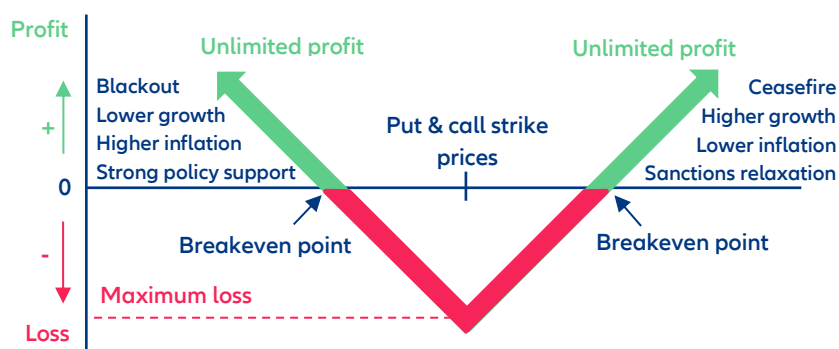 Profit
Unlimited profit
Unlimited profit
+
Blackout
Lower growth
Higher inflation
Strong policy support
Put & call strike
prices
Ceasefire
Higher growth
Lower inflation
Sanctions relaxation
0
Breakeven point
Breakeven point
-
Maximum loss
Loss